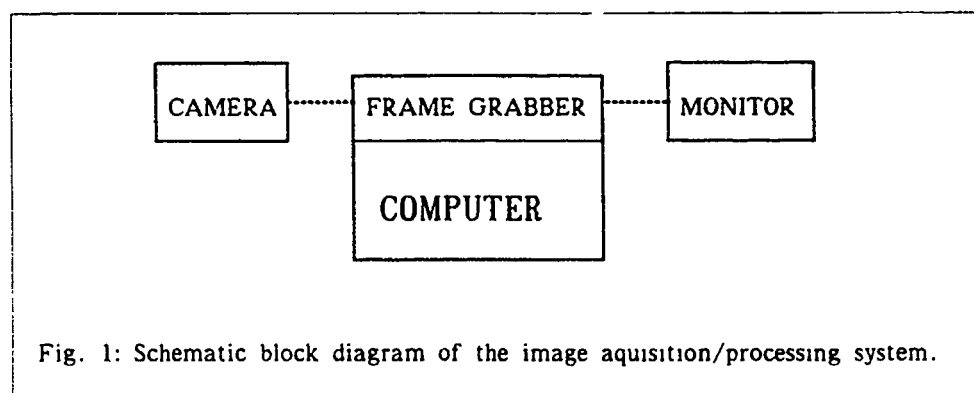 CAMERA
FRAME GRABBER
MONITOR
COMPUTER
Fig. 1: Schematic block diagram of the image aquisition/processing system.